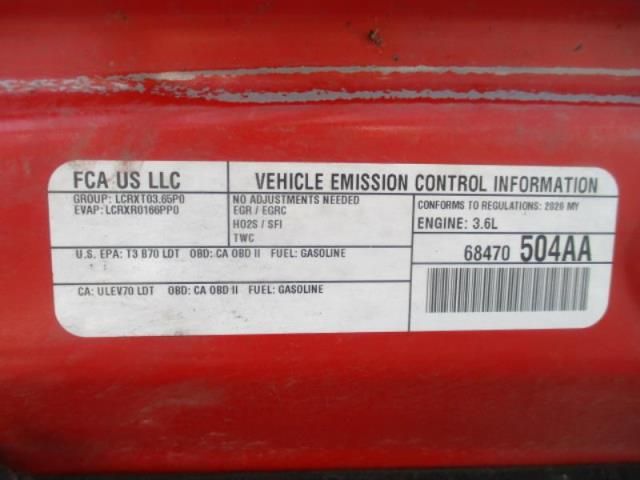 FCA US LLC
GROUP: LCRXT03.65P0
EVAP: LCRXR0166PP0
VEHICLE EMISSION CONTROL INFORMATION
NO ADJUSTMENTS NEEDED
EGR / EGRC
HO2S / SFI
TWC
CONFORMS TO REGULATIONS: 2020 MY
ENGINE: 3.6L
U.S. EPA: T3 B70 LDT OBD: CA OBD II FUEL: GASOLINE
68470 504AA
CA: ULEV70 LDT OBD: CA OBD II FUEL: GASOLINE